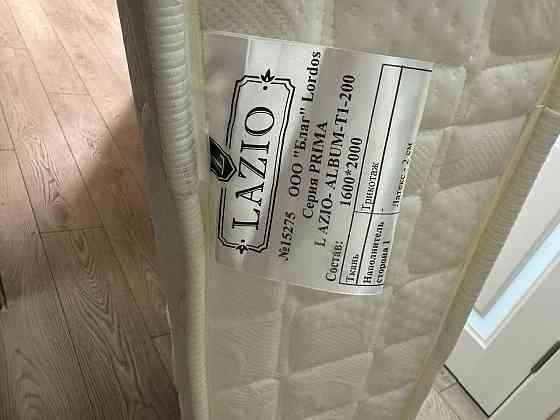 LAZIO
№15275 ООО "Благ" Lordos
Серия PRIMA
L AZIO- ALBUM-T1-200
1600*2000
Состав:
Ткань Трикотаж
Наполнитель - Латекс - 2 см
сторона 1